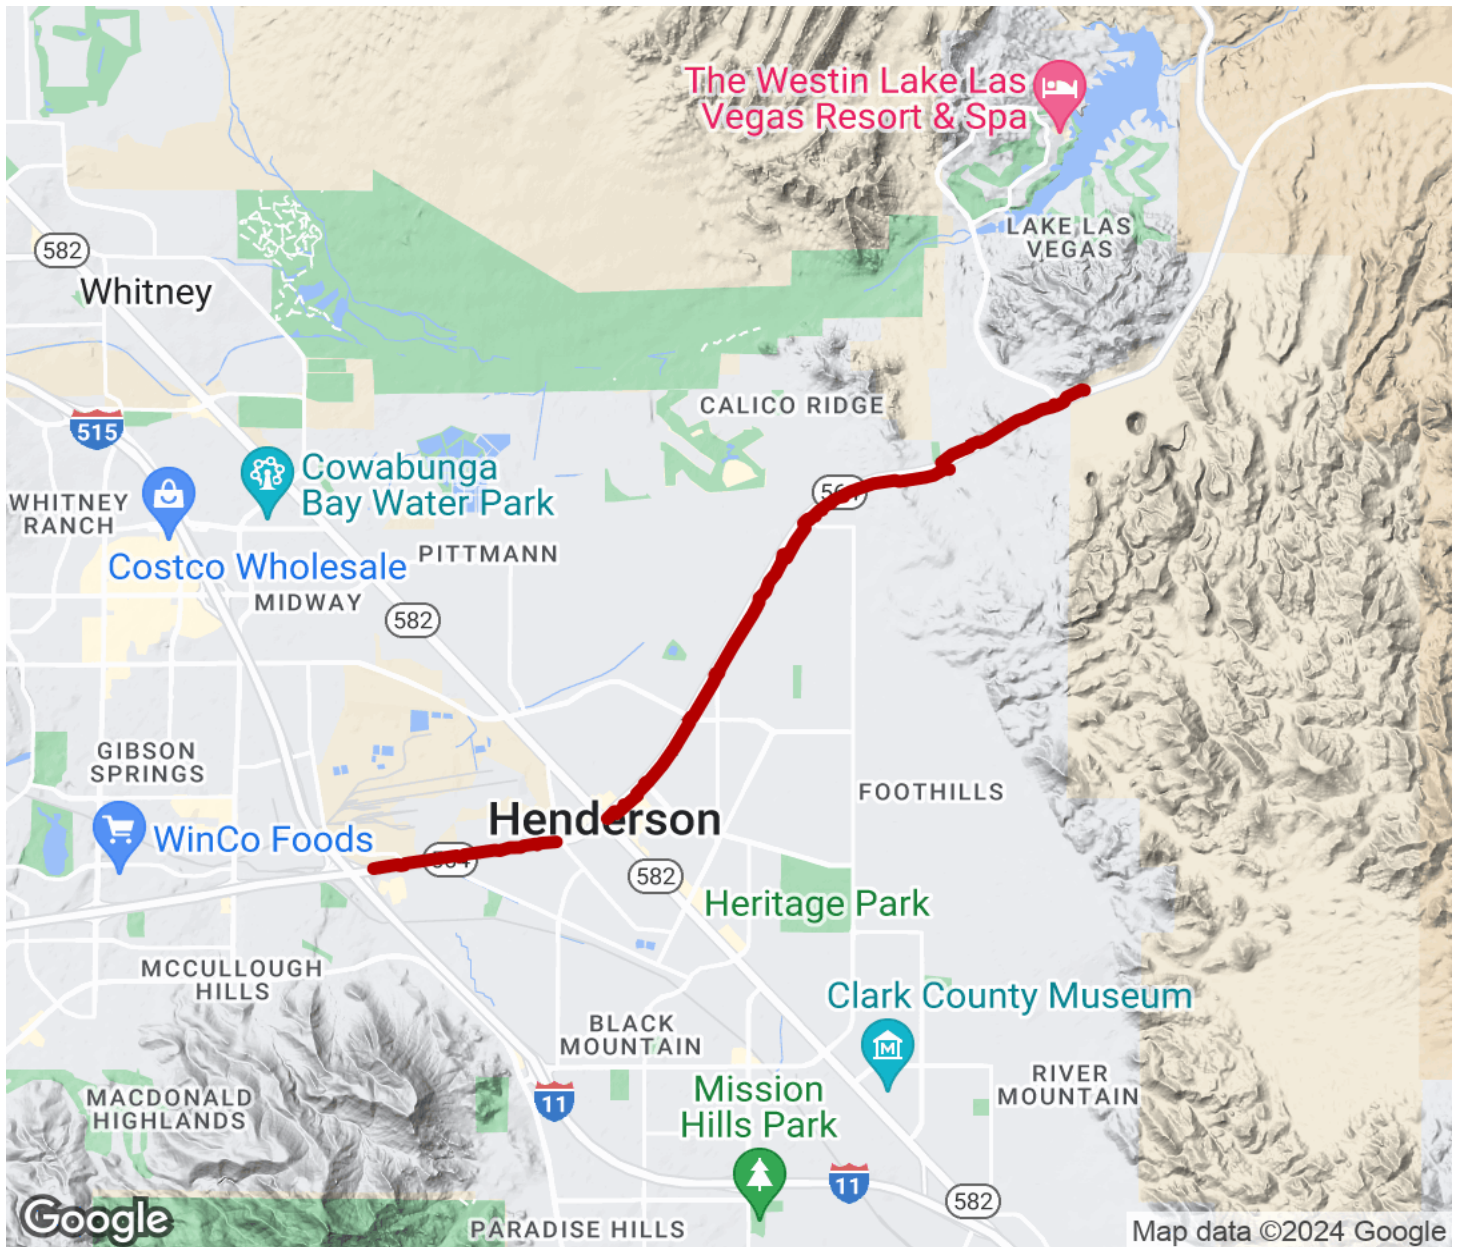 The Westin Lake Las
Vegas Resort & Spa
LAKE LAS
VEGAS
582
Whitney
515
CALICO RIDGE
Cowabunga
Bay Water Park
WHITNEY
RANCH
Costco Wholesale
PITTMANN
MIDWAY
582
GIBSON
SPRINGS
FOOTHILLS
Henderson
WinCo Foods
582
Heritage Park
MCCULLOUGH
HILLS
Clark County Museum
M
BLACK
MOUNTAIN
RIVER
MOUNTAIN
MACDONALD
HIGHLANDS
11
Mission
Hills Park
11
582
Google
PARADISE HILLS
Map data ©2024 Google